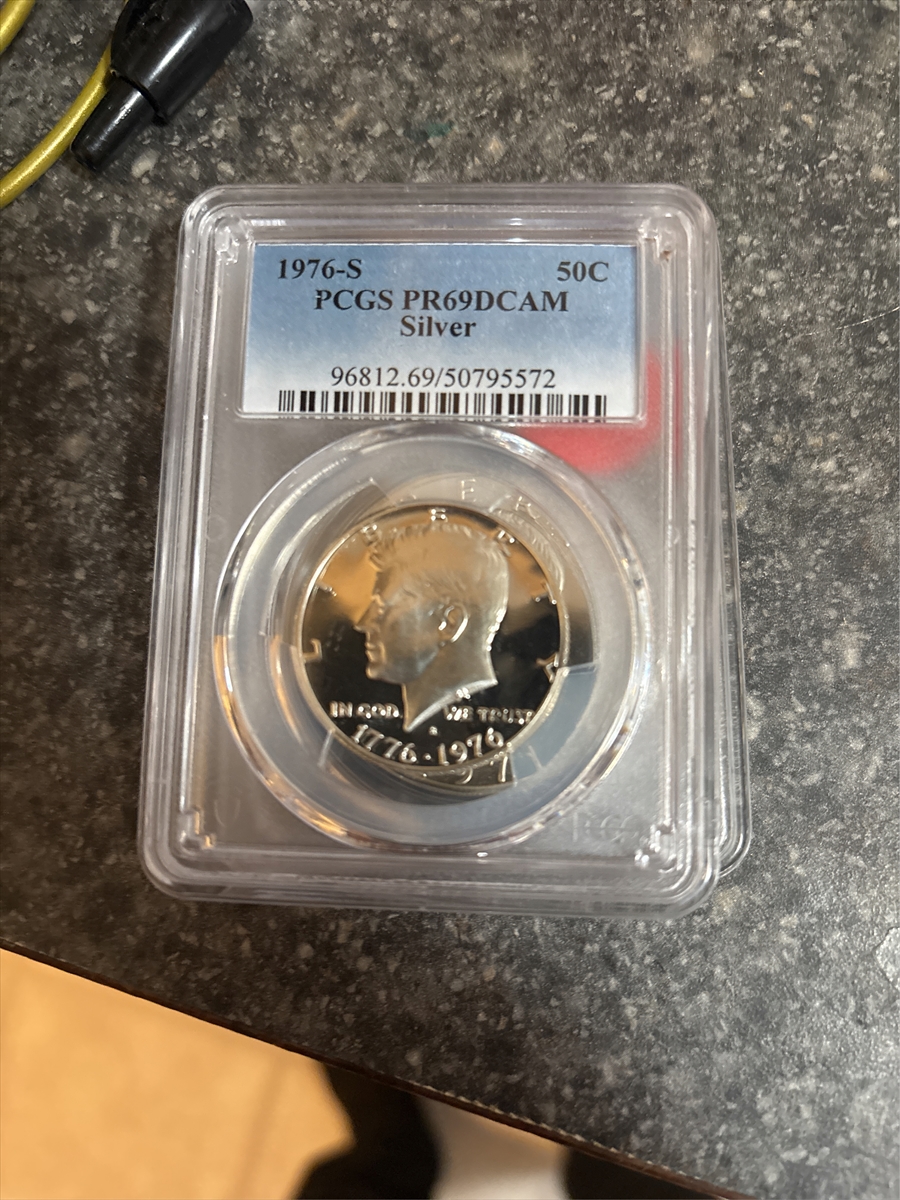 1976-S 50C
PCGS PR69DCAM
Silver
96812.69/50795572
IN GOD WE TRUST
1776·1976